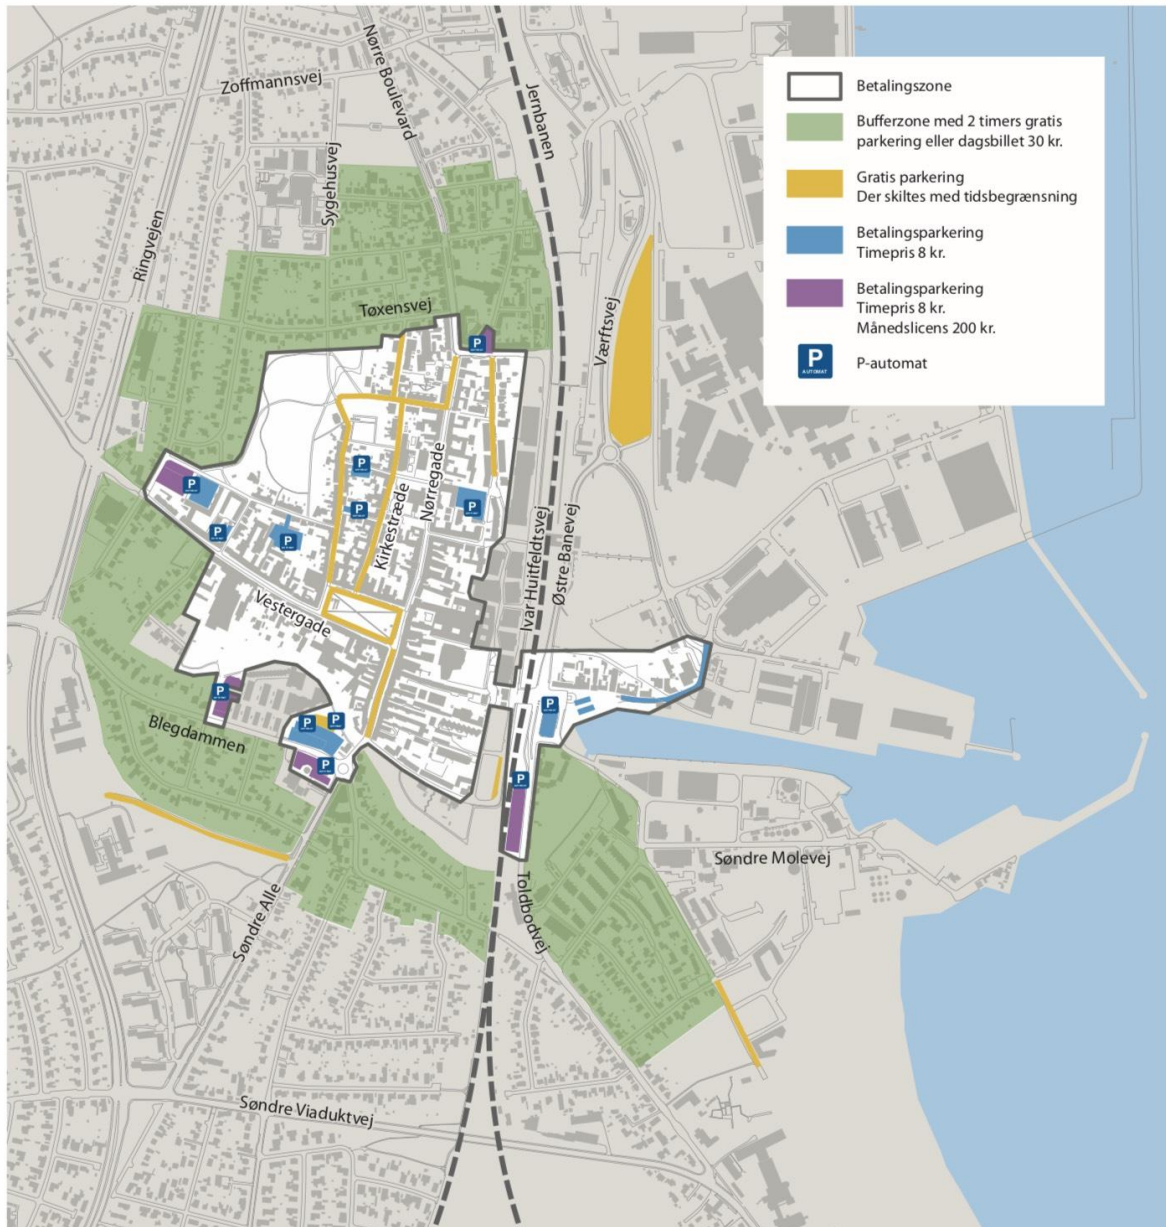 Betalingszone
Bufferzone med 2 timers gratis
parkering eller dagsbillet 30 kr.
Gratis parkering
Der skiltes med tidsbegrænsning
Betalingsparkering
Timepris 8 kr.
Betalingsparkering
Timepris 8 kr.
Månedslicens 200 kr.
P
AUTOMAT
P-automat
Zoffmannsvej
Nørre Boulevard
Jernbanen
Sygehusvej
Ringvejen
Tøxensvej
Værftsvej
P
P
P
P
P
P
P
Nørregade
Kirkestræde
Ivar Huitfeldtsvej
Østre Banevej
Vestergade
P
P
P
P
P
P
Blegdammen
Søndre Molevej
Søndre Alle
Toldbodvej
Søndre Viaduktvej